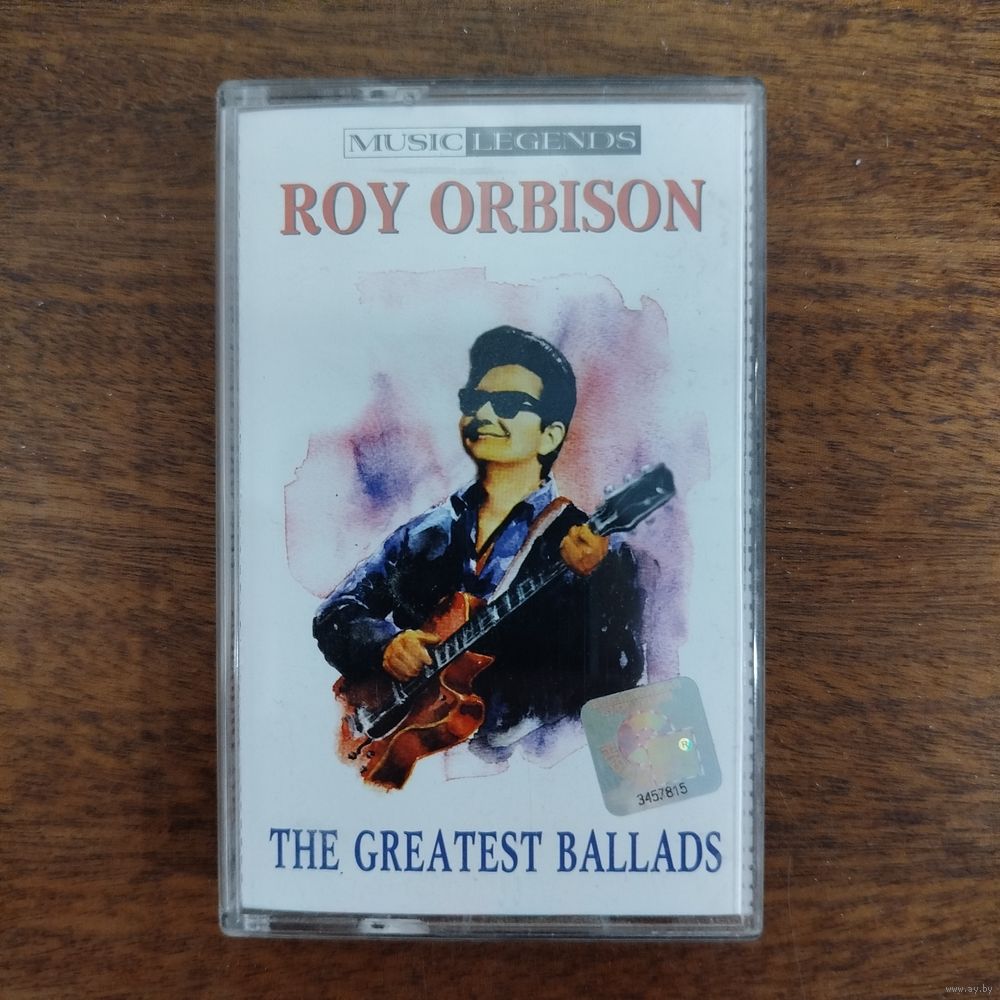 MUSIC LEGENDS
ROY ORBISON
®
3457815
THE GREATEST BALLADS
www.ay.by